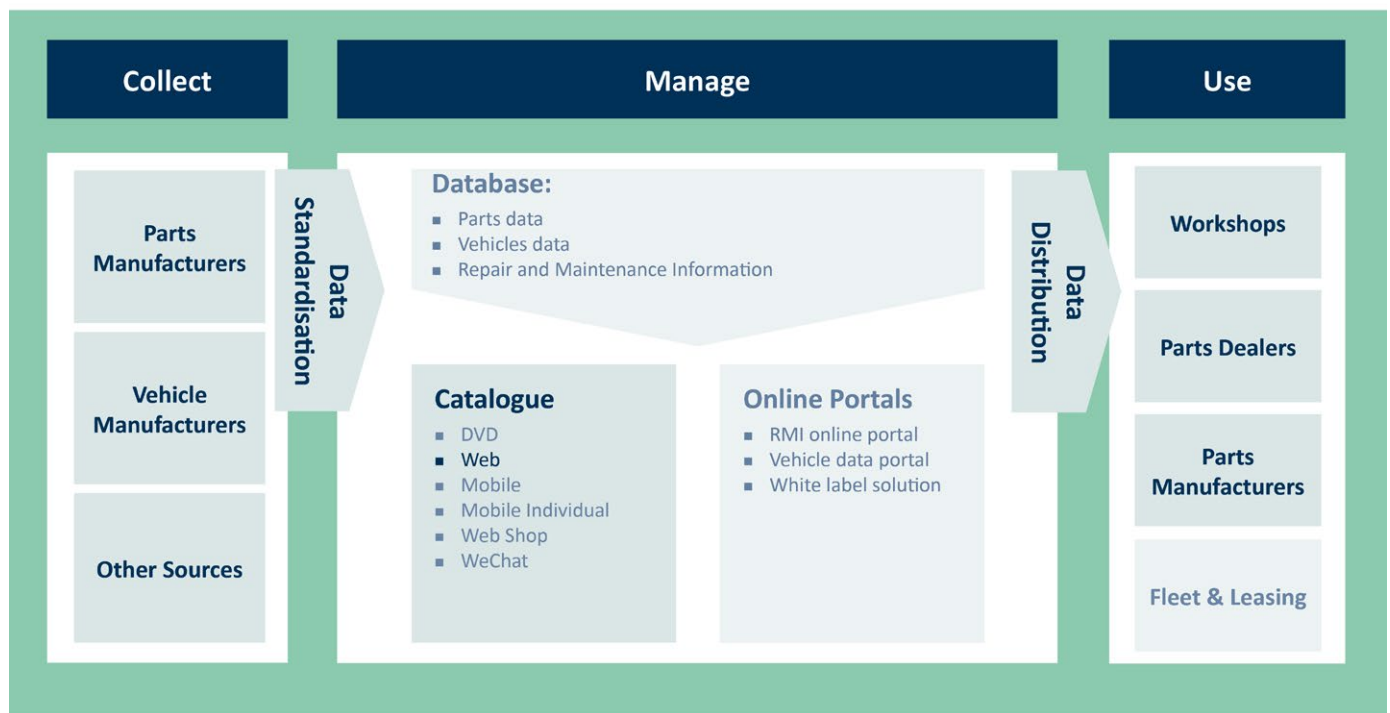 Collect
Manage
Use
Parts
Manufacturers
Vehicle
Manufacturers
Other Sources
Data
Standardisation
Database:
▪ Parts data
▪ Vehicles data
▪ Repair and Maintenance Information
Catalogue
▪ DVD
▪ Web
▪ Mobile
▪ Mobile Individual
▪ Web Shop
▪ WeChat
Online Portals
▪ RMI online portal
▪ Vehicle data portal
▪ White label solution
Data
Distribution
Workshops
Parts Dealers
Parts
Manufacturers
Fleet & Leasing